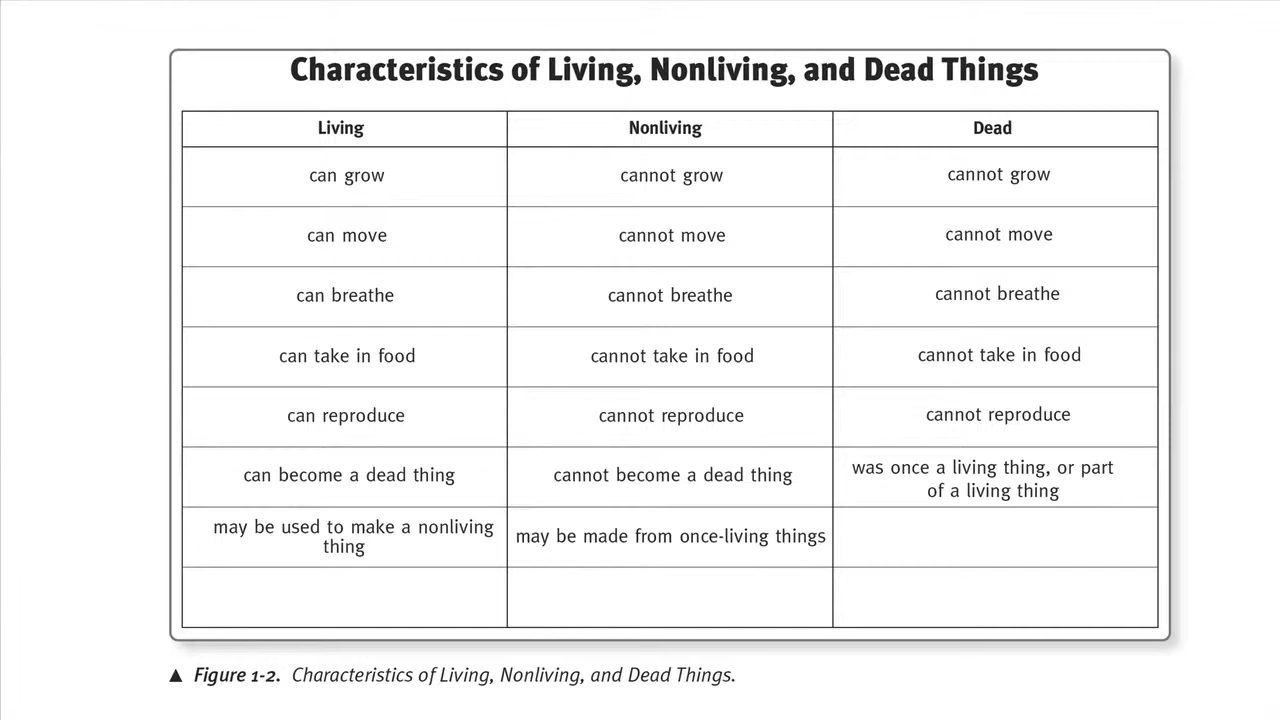 Characteristics of Living, Nonliving, and Dead Things
Living Nonliving Dead
can grow cannot grow cannot grow
can move cannot move cannot move
can breathe cannot breathe cannot breathe
can take in food cannot take in food cannot take in food
can reproduce cannot reproduce cannot reproduce
can become a dead thing cannot become a dead thing was once a living thing, or part
of a living thing
may be used to make a nonliving
thing
may be made from once-living things
▲ Figure 1-2. Characteristics of Living, Nonliving, and Dead Things.